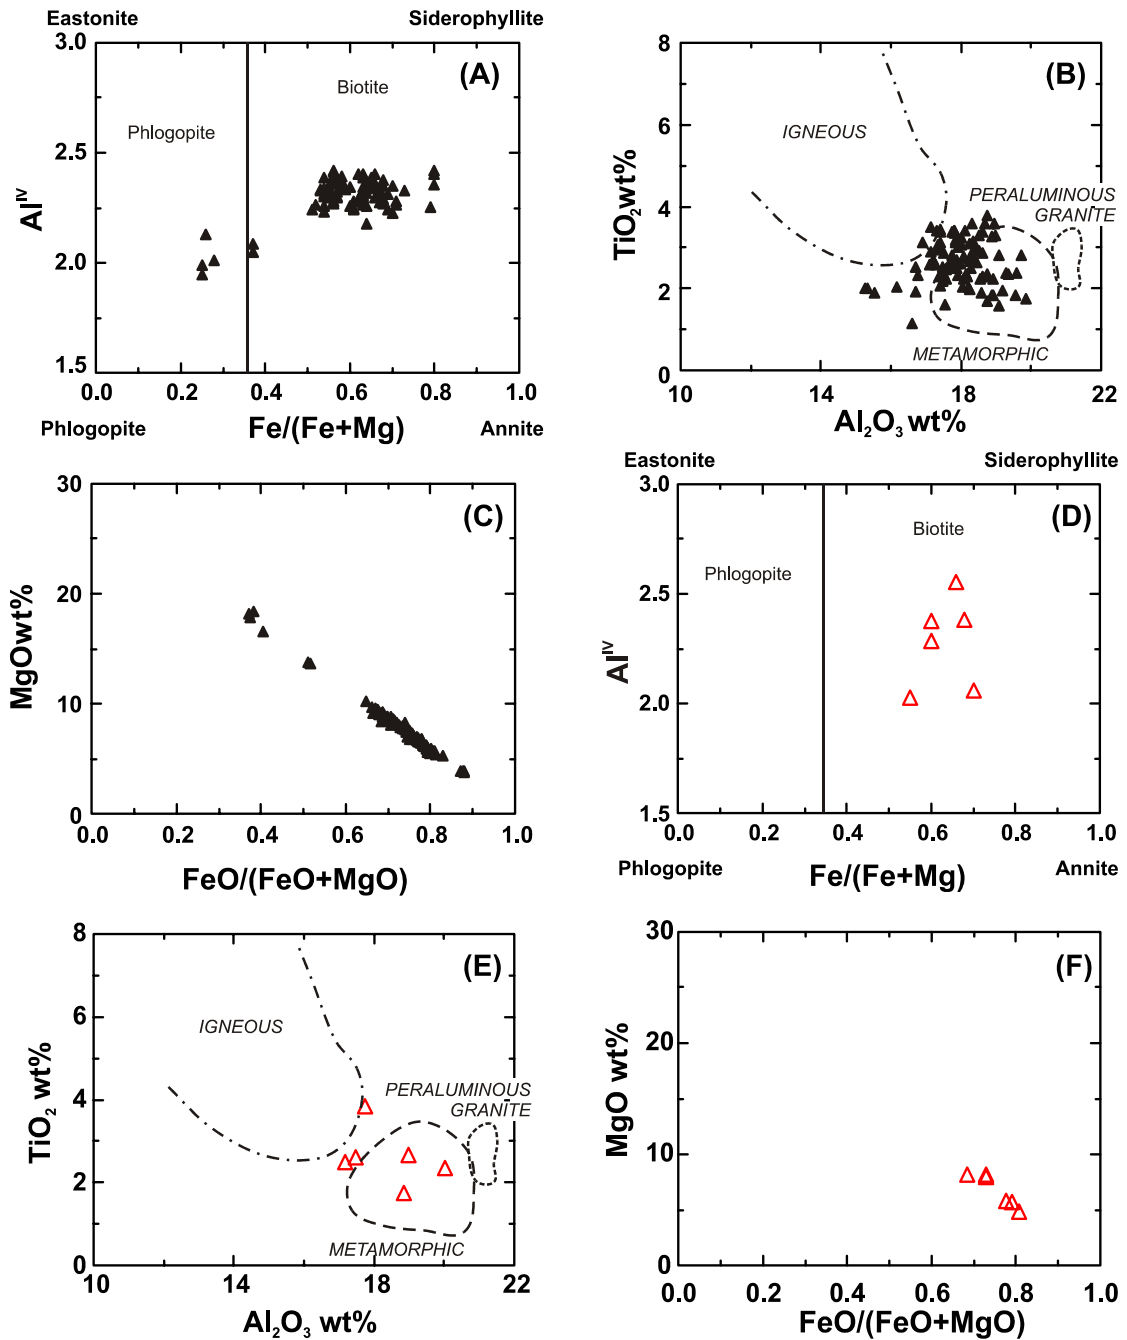 Eastonite Siderophyllite
3.0
(A)
Biotite
Phlogopite
2.5
Al^IV
2.0
1.5
0.0 0.2 0.4 0.6 0.8 1.0
Phlogopite Fe/(Fe+Mg) Annite
8
(B)
6
IGNEOUS
PERALUMINOUS
GRANITE
4
TiO₂wt%
2
METAMORPHIC
0
10 14 18 22
Al₂O₃ wt%
30
(C)
20
MgOwt%
10
0
0.0 0.2 0.4 0.6 0.8 1.0
FeO/(FeO+MgO)
Eastonite Siderophyllite
3.0
(D)
Biotite
Phlogopite
2.5
Al^IV
2.0
1.5
0.0 0.2 0.4 0.6 0.8 1.0
Phlogopite Fe/(Fe+Mg) Annite
8
(E)
6
IGNEOUS
PERALUMINOUS
GRANITE
4
TiO₂ wt%
2
METAMORPHIC
0
10 14 18 22
Al₂O₃ wt%
30
(F)
20
MgO wt%
10
0
0.0 0.2 0.4 0.6 0.8 1.0
FeO/(FeO+MgO)